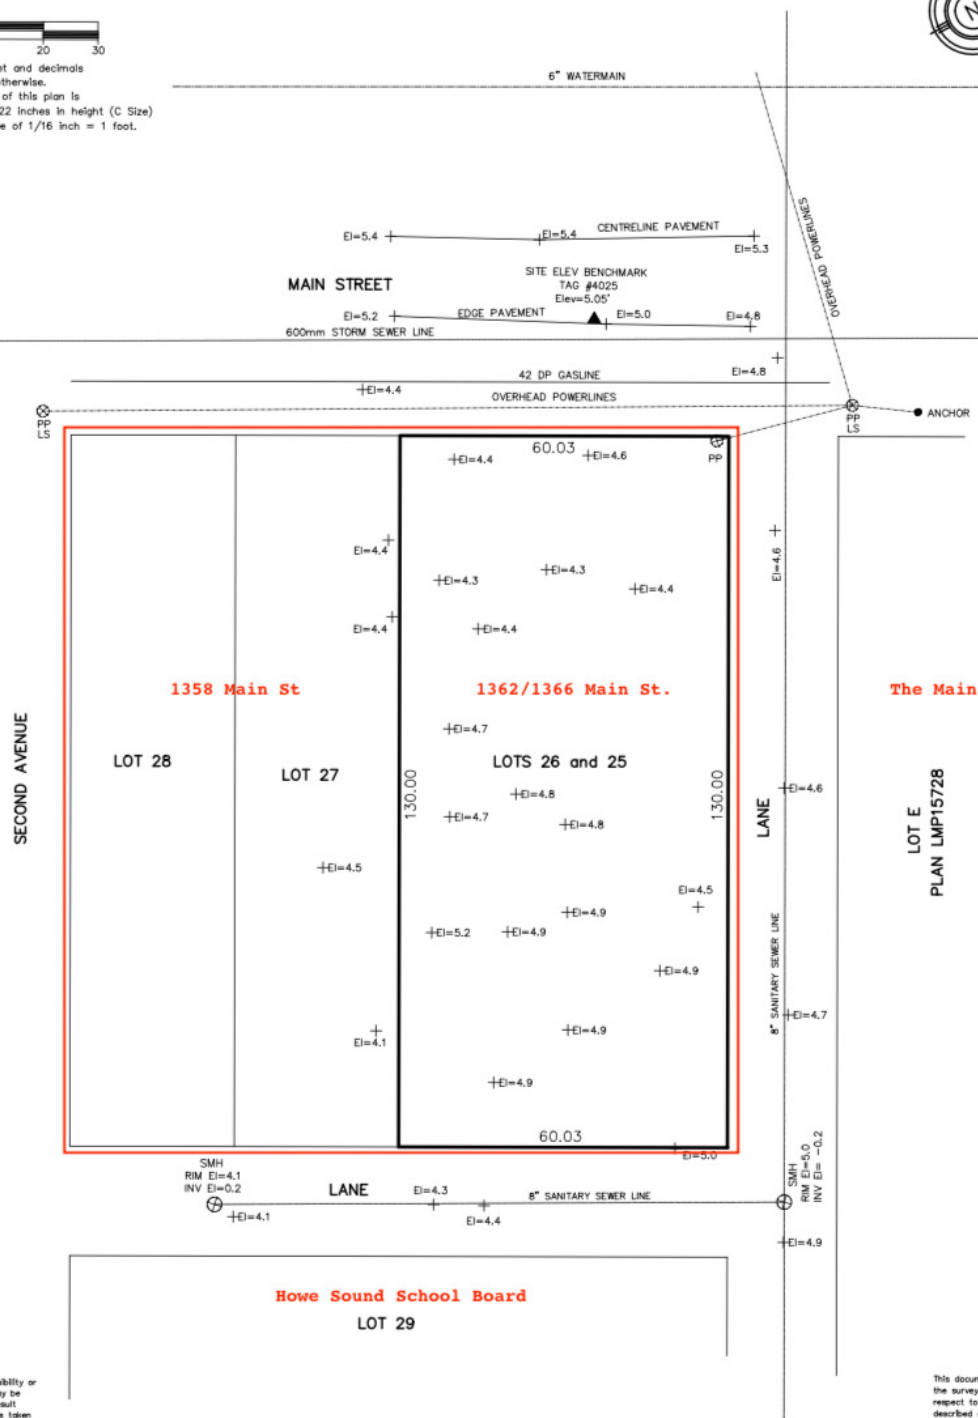 20 30
et and decimals
otherwise.
of this plan is
22 inches in height (C Size)
e of 1/16 inch = 1 foot.
N
6" WATERMAIN
OVERHEAD POWERLINES
El=5.4
El=5.4
CENTRELINE PAVEMENT
El=5.3
MAIN STREET
SITE ELEV BENCHMARK
TAG #4025
Elev=5.05'
El=5.2
EDGE PAVEMENT
El=5.0
El=4.8
600mm STORM SEWER LINE
42 DP GASLINE
El=4.8
El=4.4
OVERHEAD POWERLINES
PP
LS
PP
LS
ANCHOR
60.03
El=4.4
El=4.6
PP
El=4.4
El=4.3
El=4.3
El=4.4
El=4.6
El=4.4
El=4.4
1358 Main St
1362/1366 Main St.
The Main
El=4.7
SECOND AVENUE
LOT 28
LOT 27
LOTS 26 and 25
130.00
130.00
El=4.8
El=4.7
El=4.8
LANE
El=4.6
LOT E
PLAN LMP15728
El=4.5
El=4.5
El=4.9
El=5.2
El=4.9
El=4.9
8" SANITARY SEWER LINE
El=4.7
El=4.1
El=4.9
El=4.9
60.03
El=5.0
SMH
RIM El=4.1
INV El=0.2
LANE
El=4.3
8" SANITARY SEWER LINE
SMH
RIM El=5.0
INV El= -0.2
El=4.1
El=4.4
El=4.9
Howe Sound School Board
LOT 29
ibility or
y be
sult
s taken
This docu
the survey
respect to
described